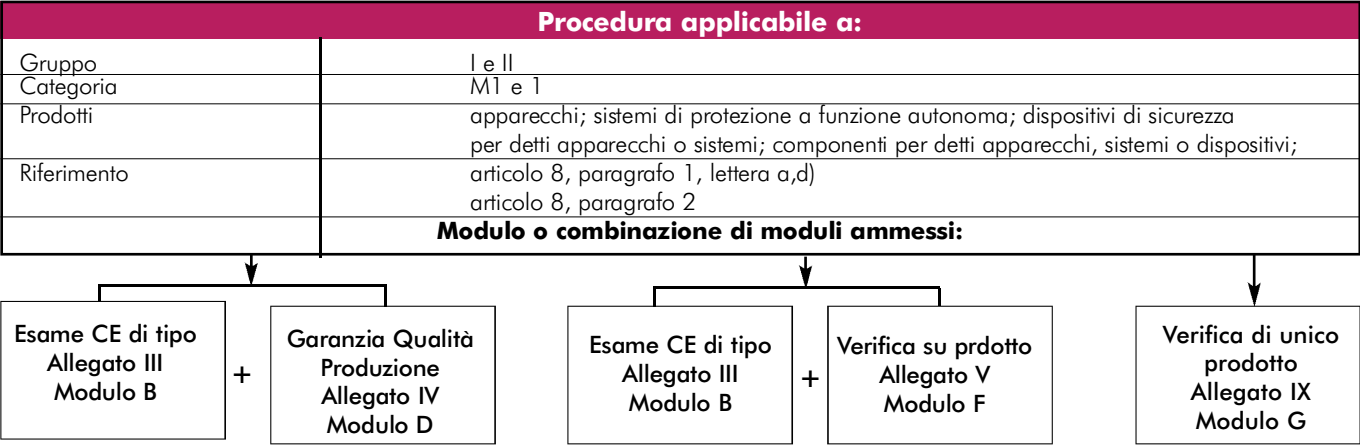 Procedura applicabile a:
Gruppo I e II
Categoria M1 e 1
Prodotti apparecchi; sistemi di protezione a funzione autonoma; dispositivi di sicurezza
per detti apparecchi o sistemi; componenti per detti apparecchi, sistemi o dispositivi;
Riferimento articolo 8, paragrafo 1, lettera a,d)
articolo 8, paragrafo 2
Modulo o combinazione di moduli ammessi:
Esame CE di tipo
Allegato III
Modulo B
+
Garanzia Qualità
Produzione
Allegato IV
Modulo D
Esame CE di tipo
Allegato III
Modulo B
+
Verifica su prdotto
Allegato V
Modulo F
Verifica di unico
prodotto
Allegato IX
Modulo G